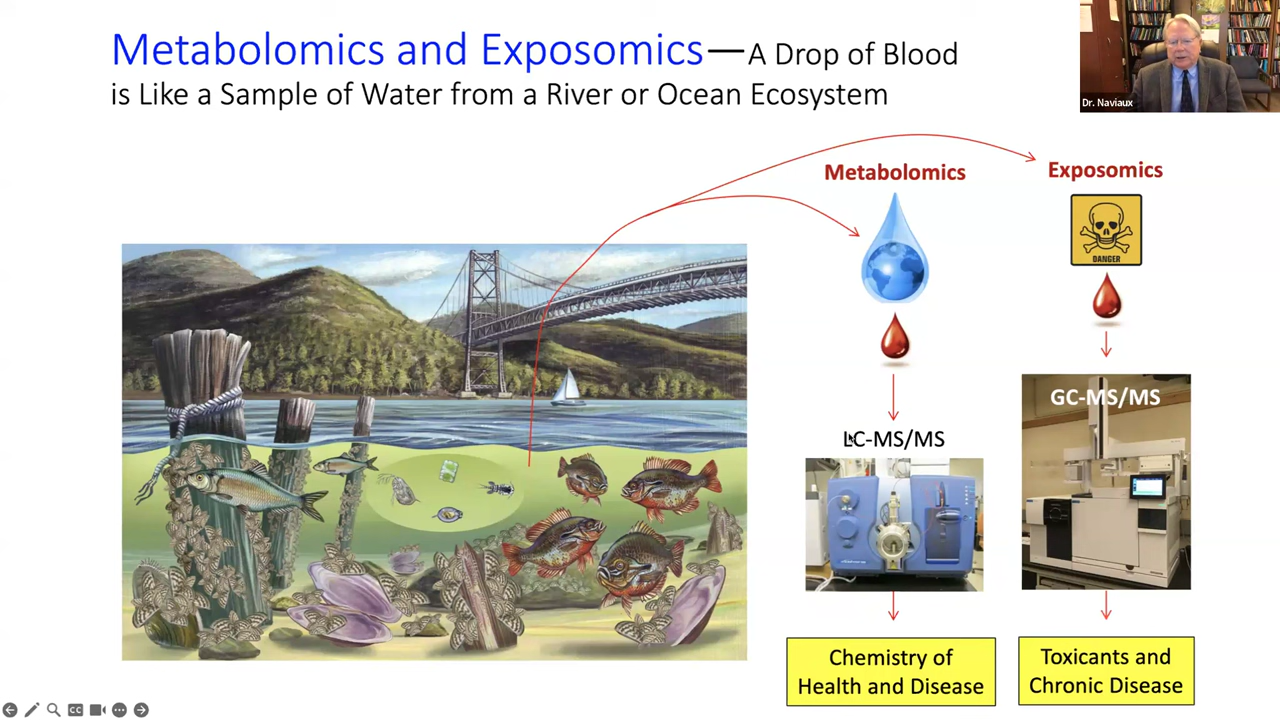 Metabolomics and Exposomics—A Drop of Blood
is Like a Sample of Water from a River or Ocean Ecosystem
Dr. Naviaux
Metabolomics
Exposomics
DANGER
LC-MS/MS
GC-MS/MS
Chemistry of
Health and Disease
Toxicants and
Chronic Disease
CC